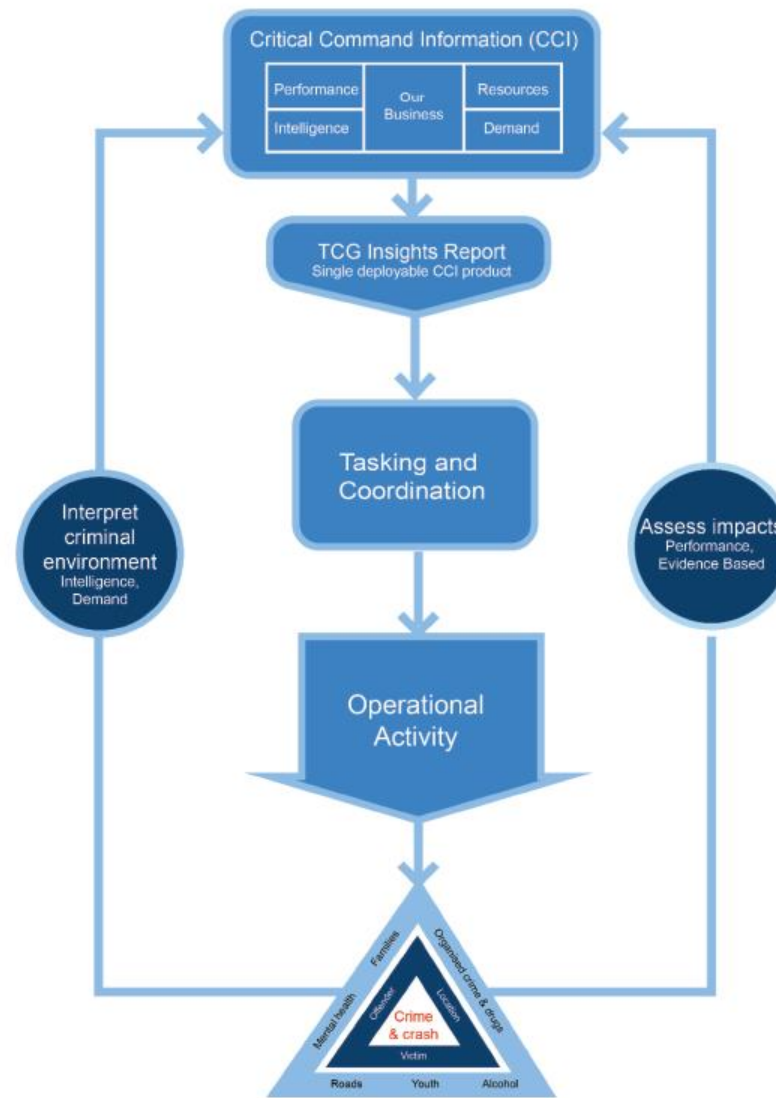 Critical Command Information (CCI)
Performance
Our
Business
Resources
Intelligence
Demand
TCG Insights Report
Single deployable CCI product
Tasking and
Coordination
Interpret
criminal
environment
Intelligence,
Demand
Assess impacts
Performance,
Evidence Based
Operational
Activity
Families
Mental health
Organised crime & drugs
Offender
Location
Crime
& crash
Victim
Roads Youth Alcohol